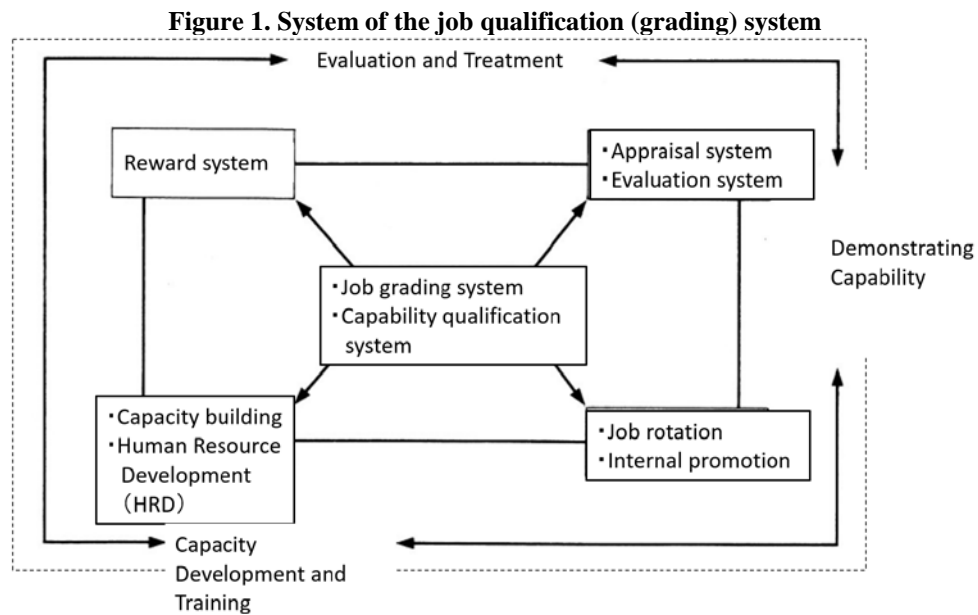 Figure 1. System of the job qualification (grading) system
Evaluation and Treatment
Reward system
・Appraisal system
・Evaluation system
Demonstrating
Capability
・Job grading system
・Capability qualification
system
・Capacity building
・Human Resource
Development
（HRD）
・Job rotation
・Internal promotion
Capacity
Development and
Training